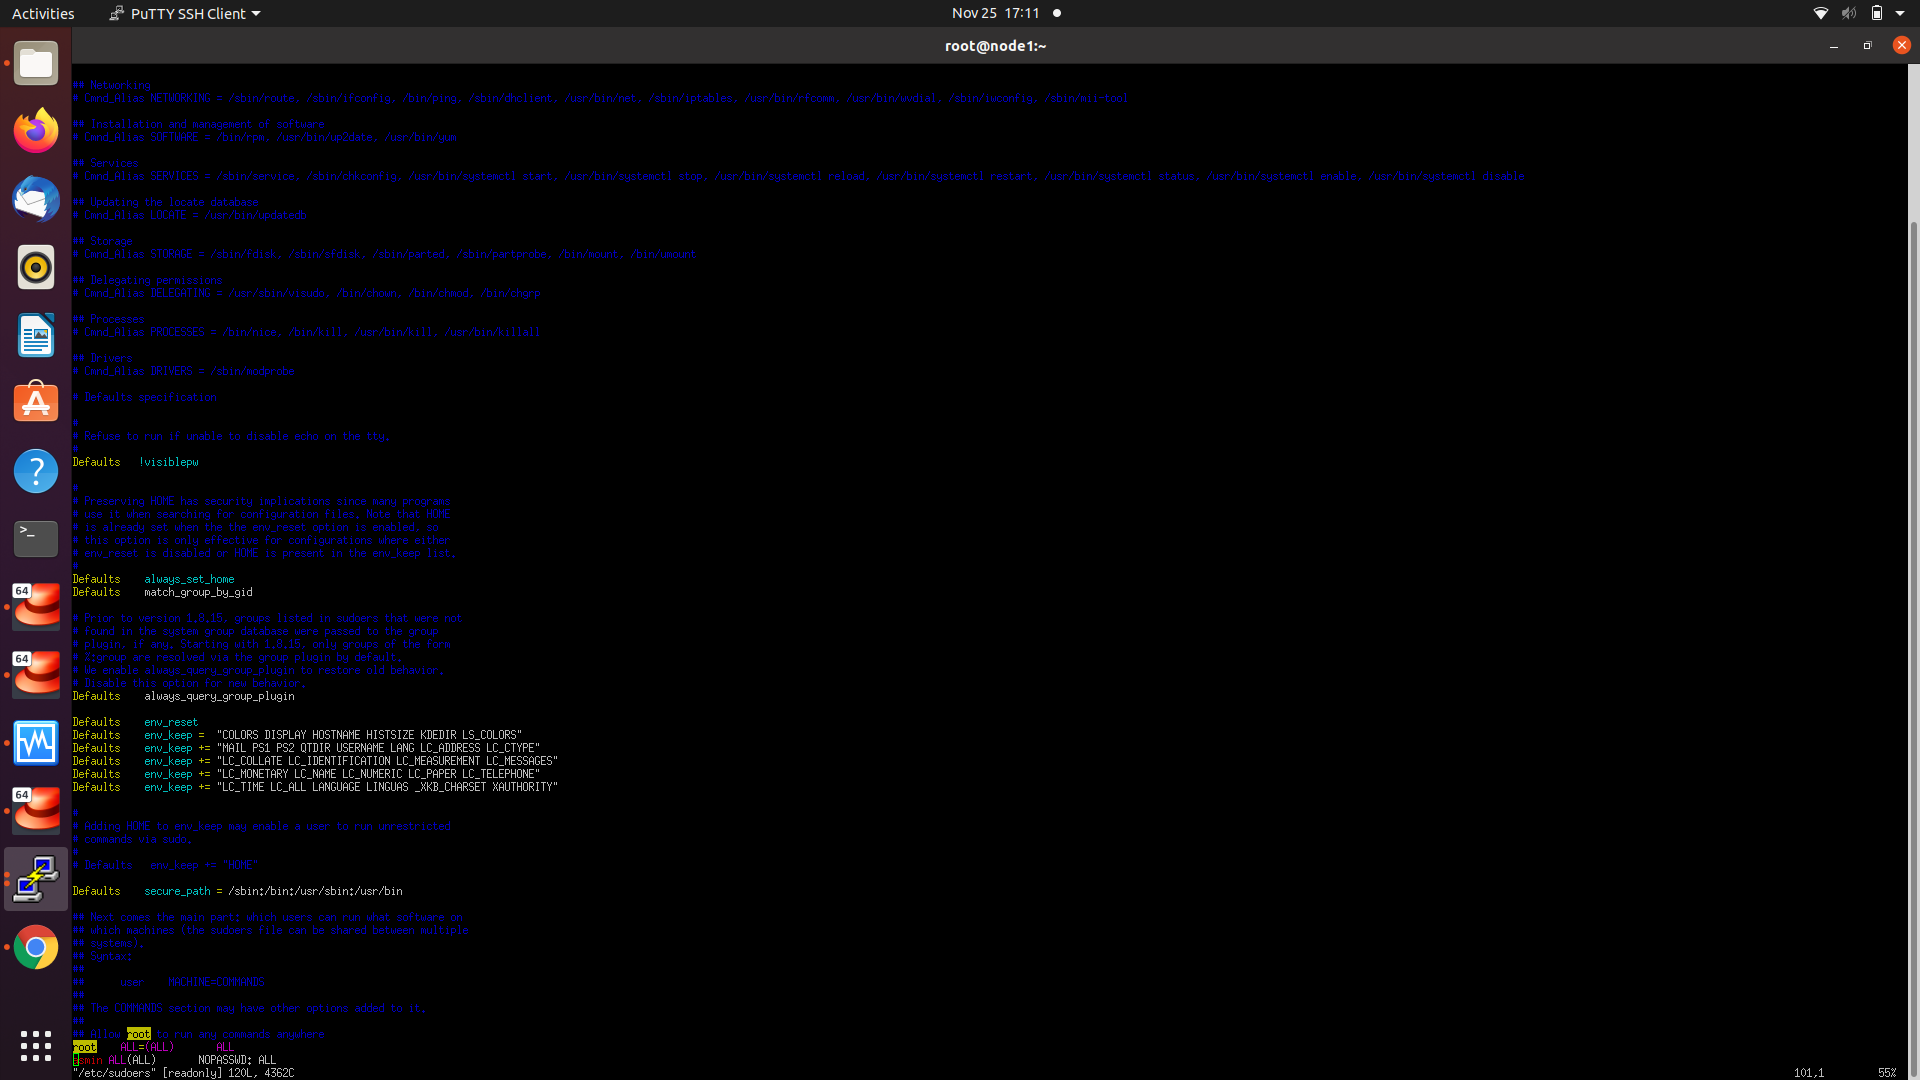 Activities
PuTTY SSH Client
Nov 25 17:11
root@node1:~
## Networking
# Cmnd_Alias NETWORKING = /sbin/route, /sbin/ifconfig, /bin/ping, /sbin/dhclient, /usr/bin/net, /sbin/iptables, /usr/bin/rfcomm, /usr/bin/wvdial, /sbin/iwconfig, /sbin/mii-tool
## Installation and management of software
# Cmnd_Alias SOFTWARE = /bin/rpm, /usr/bin/up2date, /usr/bin/yum
## Services
# Cmnd_Alias SERVICES = /sbin/service, /sbin/chkconfig, /usr/bin/systemctl start, /usr/bin/systemctl stop, /usr/bin/systemctl reload, /usr/bin/systemctl restart, /usr/bin/systemctl status, /usr/bin/systemctl enable, /usr/bin/systemctl disable
## Updating the locate database
# Cmnd_Alias LOCATE = /usr/bin/updatedb
## Storage
# Cmnd_Alias STORAGE = /sbin/fdisk, /sbin/sfdisk, /sbin/parted, /sbin/partprobe, /bin/mount, /bin/umount
## Delegating permissions
# Cmnd_Alias DELEGATING = /usr/sbin/visudo, /bin/chown, /bin/chmod, /bin/chgrp
## Processes
# Cmnd_Alias PROCESSES = /bin/nice, /bin/kill, /usr/bin/kill, /usr/bin/killall
## Drivers
# Cmnd_Alias DRIVERS = /sbin/modprobe
# Defaults specification
#
# Refuse to run if unable to disable echo on the tty.
#
Defaults   !visiblepw
#
# Preserving HOME has security implications since many programs
# use it when searching for configuration files. Note that HOME
# is already set when the the env_reset option is enabled, so
# this option is only effective for configurations where either
# env_reset is disabled or HOME is present in the env_keep list.
#
Defaults    always_set_home
Defaults    match_group_by_gid
# Prior to version 1.8.15, groups listed in sudoers that were not
# found in the system group database were passed to the group
# plugin, if any. Starting with 1.8.15, only groups of the form
# %:group are resolved via the group plugin by default.
# We enable always_query_group_plugin to restore old behavior.
# Disable this option for new behavior.
Defaults    always_query_group_plugin
Defaults    env_reset
Defaults    env_keep =  "COLORS DISPLAY HOSTNAME HISTSIZE KDEDIR LS_COLORS"
Defaults    env_keep += "MAIL PS1 PS2 QTDIR USERNAME LANG LC_ADDRESS LC_CTYPE"
Defaults    env_keep += "LC_COLLATE LC_IDENTIFICATION LC_MEASUREMENT LC_MESSAGES"
Defaults    env_keep += "LC_MONETARY LC_NAME LC_NUMERIC LC_PAPER LC_TELEPHONE"
Defaults    env_keep += "LC_TIME LC_ALL LANGUAGE LINGUAS _XKB_CHARSET XAUTHORITY"
#
# Adding HOME to env_keep may enable a user to run unrestricted
# commands via sudo.
#
# Defaults   env_keep += "HOME"
Defaults    secure_path = /sbin:/bin:/usr/sbin:/usr/bin
## Next comes the main part: which users can run what software on
## which machines (the sudoers file can be shared between multiple
## systems).
## Syntax:
##
##      user    MACHINE=COMMANDS
##
## The COMMANDS section may have other options added to it.
##
## Allow root to run any commands anywhere
root    ALL=(ALL)       ALL
ALL(ALL)       NOPASSWD: ALL
"/etc/sudoers" [readonly] 120L, 4362C
101,1
55%
64
64
64